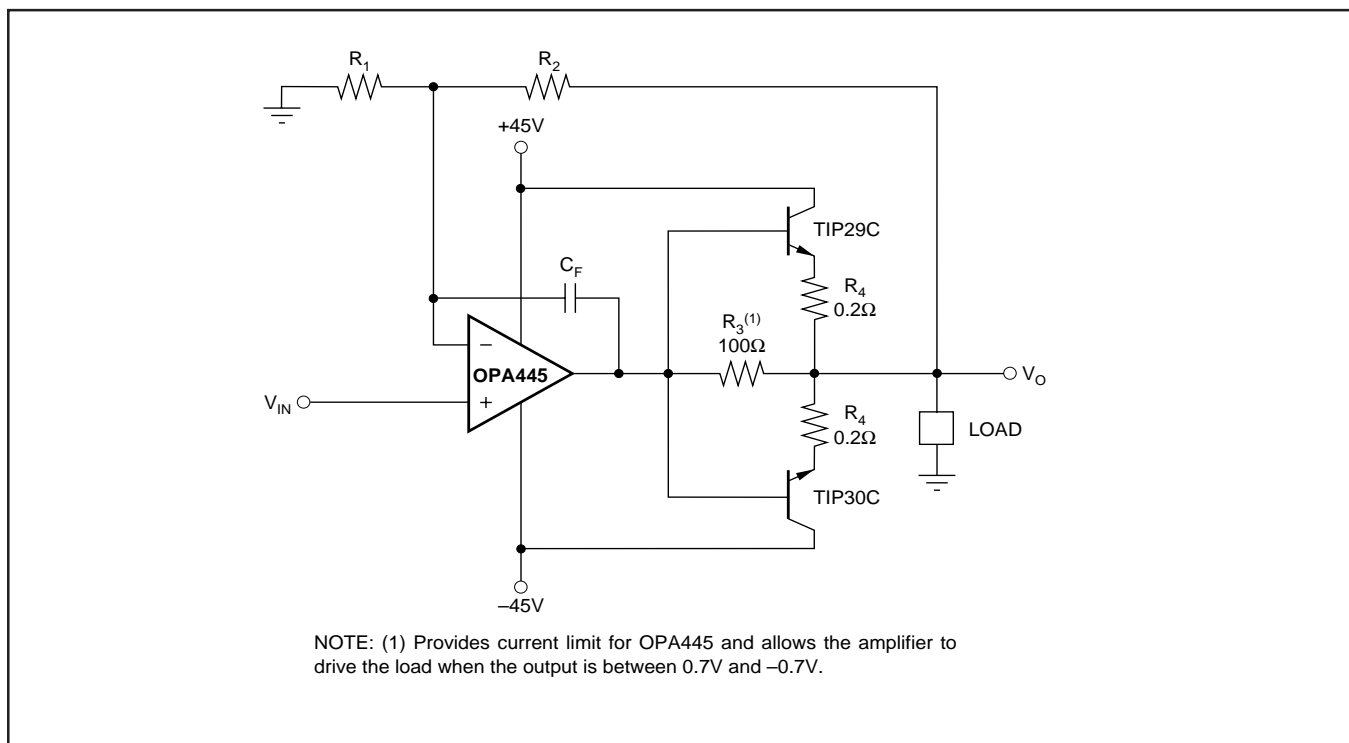 R1
R2
+45V
TIP29C
CF
R4
0.2Ω
R3(1)
100Ω
–
OPA445
+
VIN
VO
R4
0.2Ω
LOAD
TIP30C
–45V
NOTE: (1) Provides current limit for OPA445 and allows the amplifier to
drive the load when the output is between 0.7V and –0.7V.